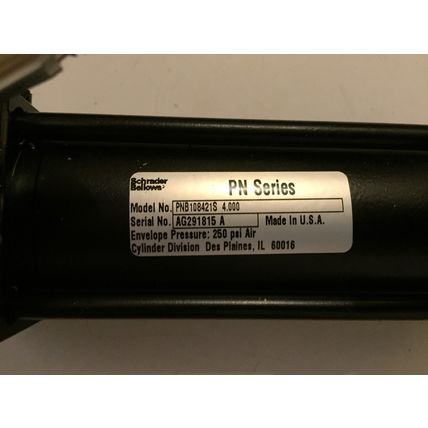 Schrader
Bellows
PN Series
Model No. PNB108421S 4.000
Serial No. AG291815 A Made In U.S.A.
Envelope Pressure: 250 psi Air
Cylinder Division Des Plaines, IL 60016